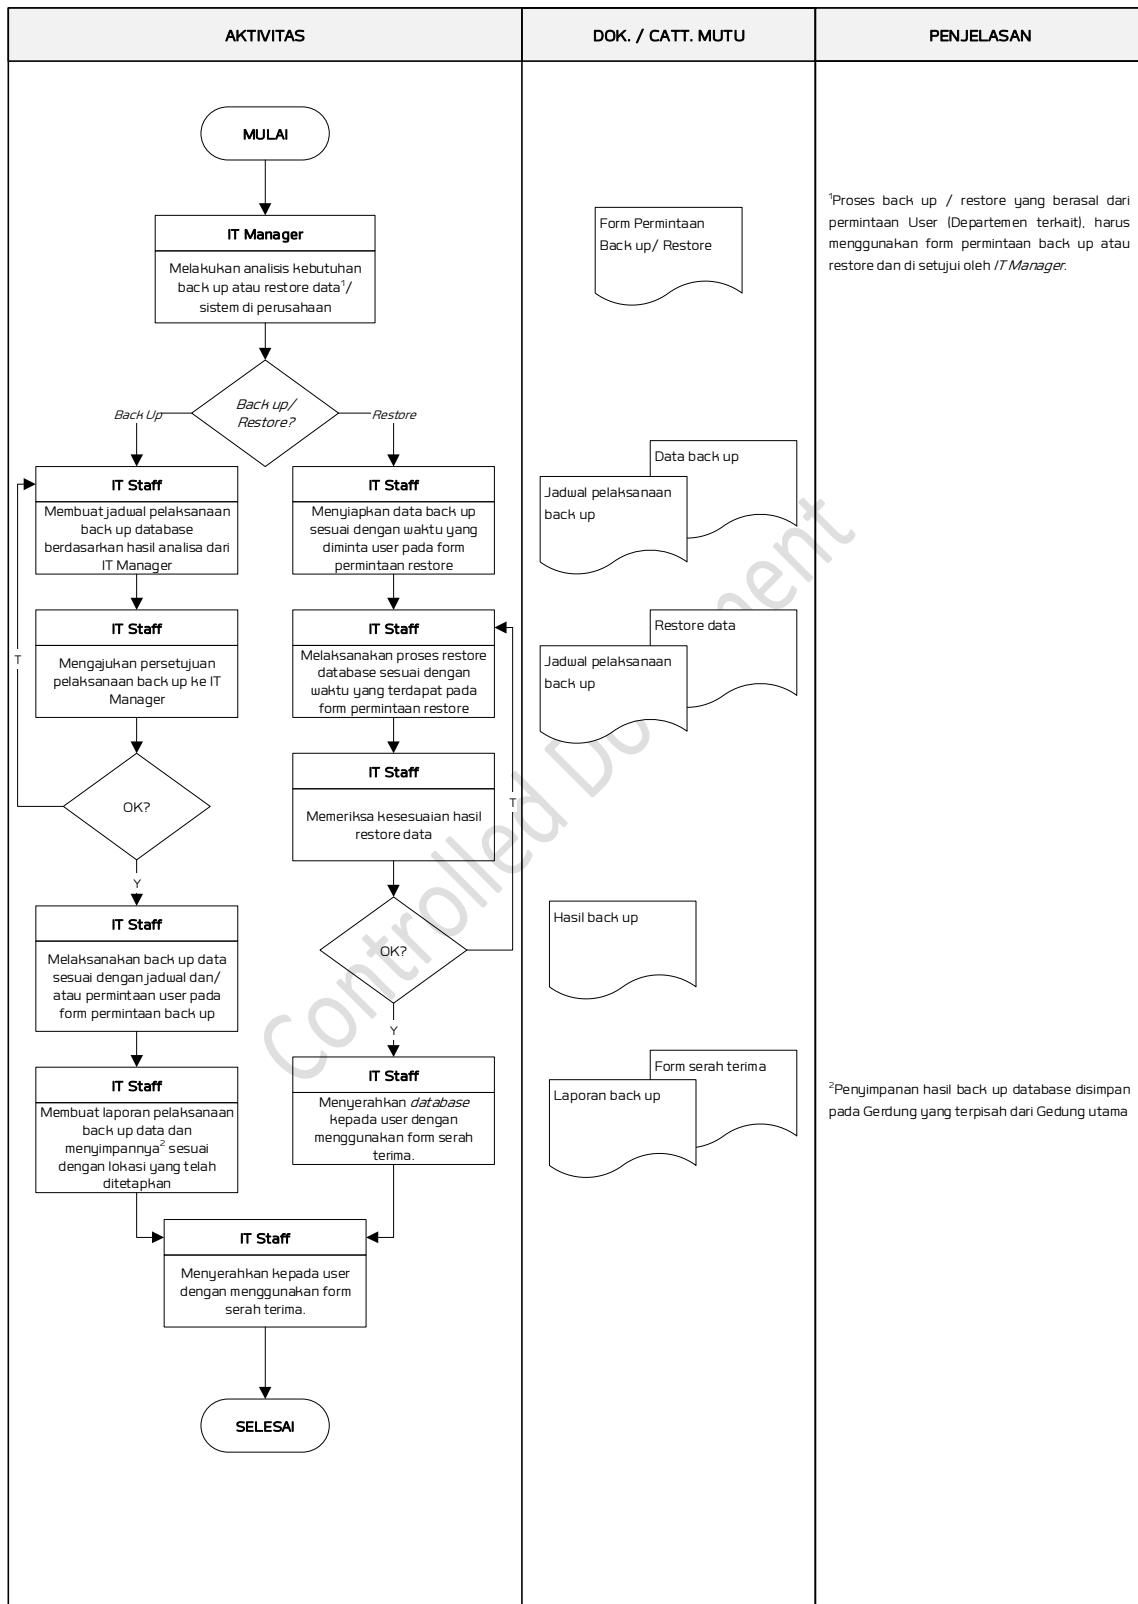 AKTIVITAS
DOK. / CATT. MUTU
PENJELASAN
MULAI
IT Manager
Melakukan analisis kebutuhan
back up atau restore data¹/
sistem di perusahaan
Form Permintaan
Back up/ Restore
¹Proses back up / restore yang berasal dari
permintaan User (Departemen terkait), harus
menggunakan form permintaan back up atau
restore dan di setujui oleh IT Manager.
Back up/
Restore?
Back Up
Restore
IT Staff
Membuat jadwal pelaksanaan
back up database
berdasarkan hasil analisa dari
IT Manager
IT Staff
Menyiapkan data back up
sesuai dengan waktu yang
diminta user pada form
permintaan restore
Data back up
Jadwal pelaksanaan
back up
IT Staff
Mengajukan persetujuan
pelaksanaan back up ke IT
Manager
T
IT Staff
Melaksanakan proses restore
database sesuai dengan
waktu yang terdapat pada
form permintaan restore
Restore data
Jadwal pelaksanaan
back up
OK?
Y
IT Staff
Memeriksa kesesuaian hasil
restore data
T
IT Staff
Melaksanakan back up data
sesuai dengan jadwal dan/
atau permintaan user pada
form permintaan back up
OK?
Y
Hasil back up
IT Staff
Membuat laporan pelaksanaan
back up data dan
menyimpannya² sesuai
dengan lokasi yang telah
ditetapkan
IT Staff
Menyerahkan database
kepada user dengan
menggunakan form serah
terima.
Form serah terima
Laporan back up
²Penyimpanan hasil back up database disimpan
pada Gerdung yang terpisah dari Gedung utama
IT Staff
Menyerahkan kepada user
dengan menggunakan form
serah terima.
SELESAI
Controlled Document